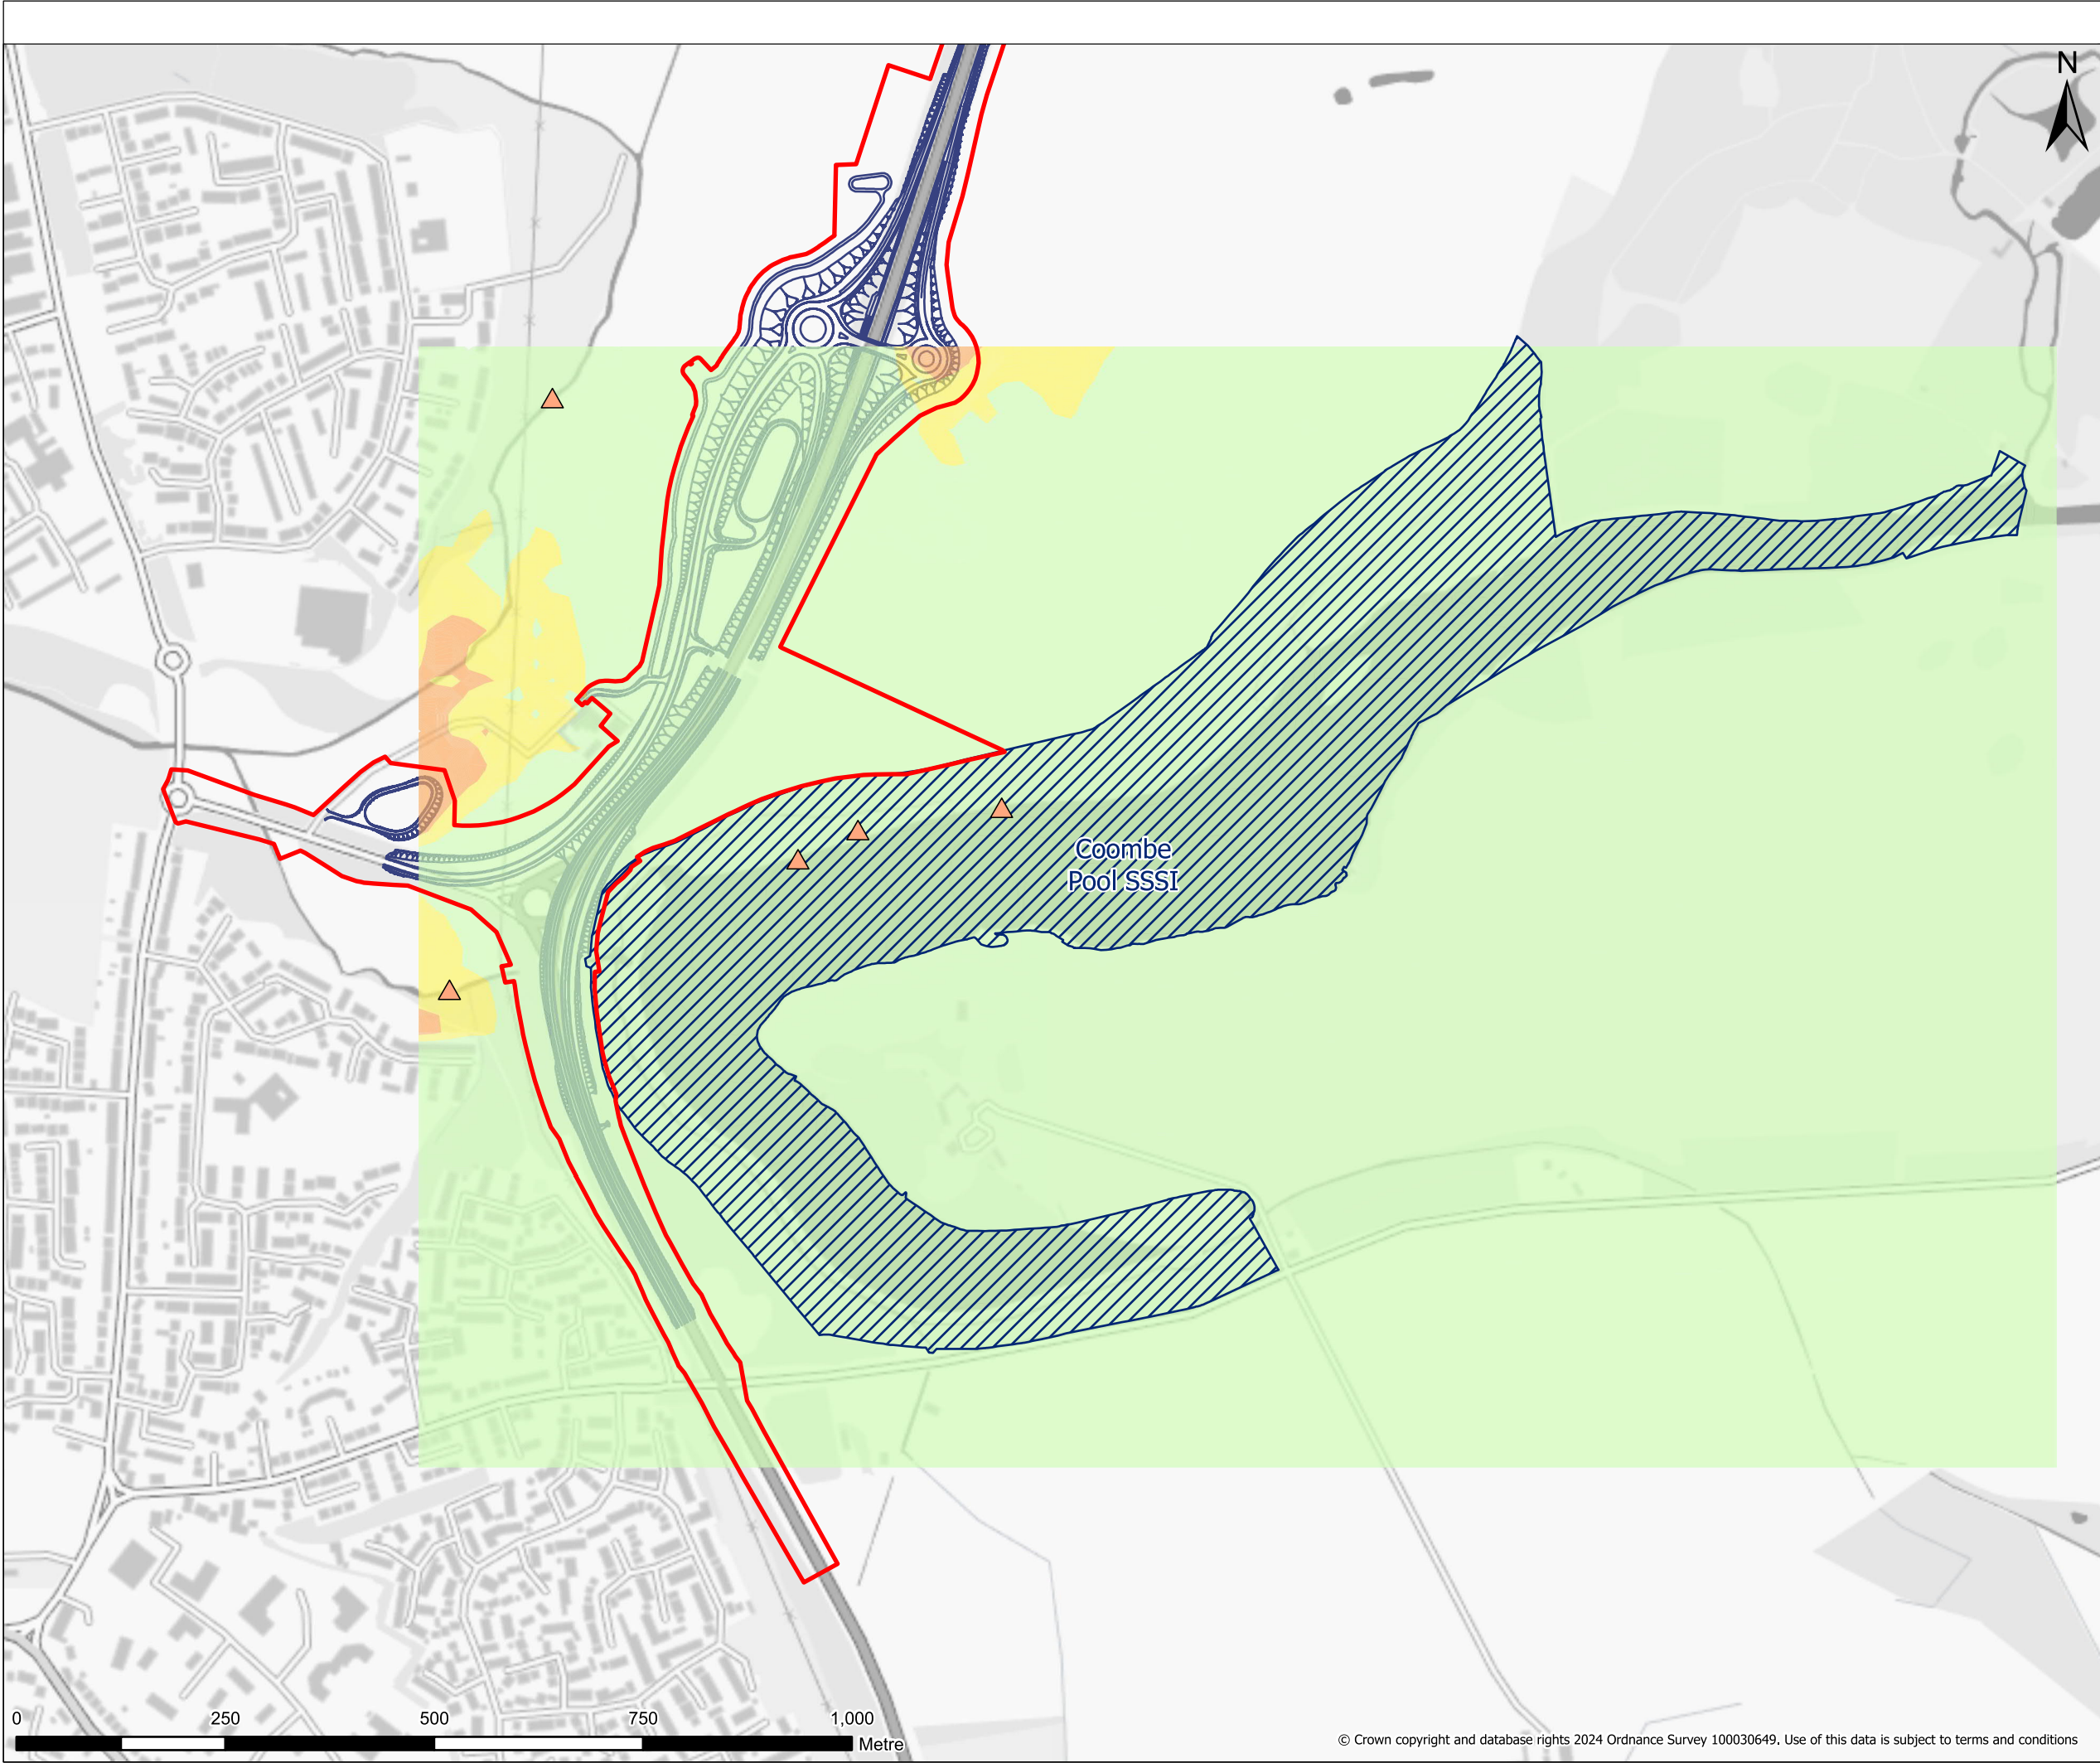 N
Coombe
Pool SSSI
0 250 500 750 1,000
Metre
© Crown copyright and database rights 2024 Ordnance Survey 100030649. Use of this data is subject to terms and conditions